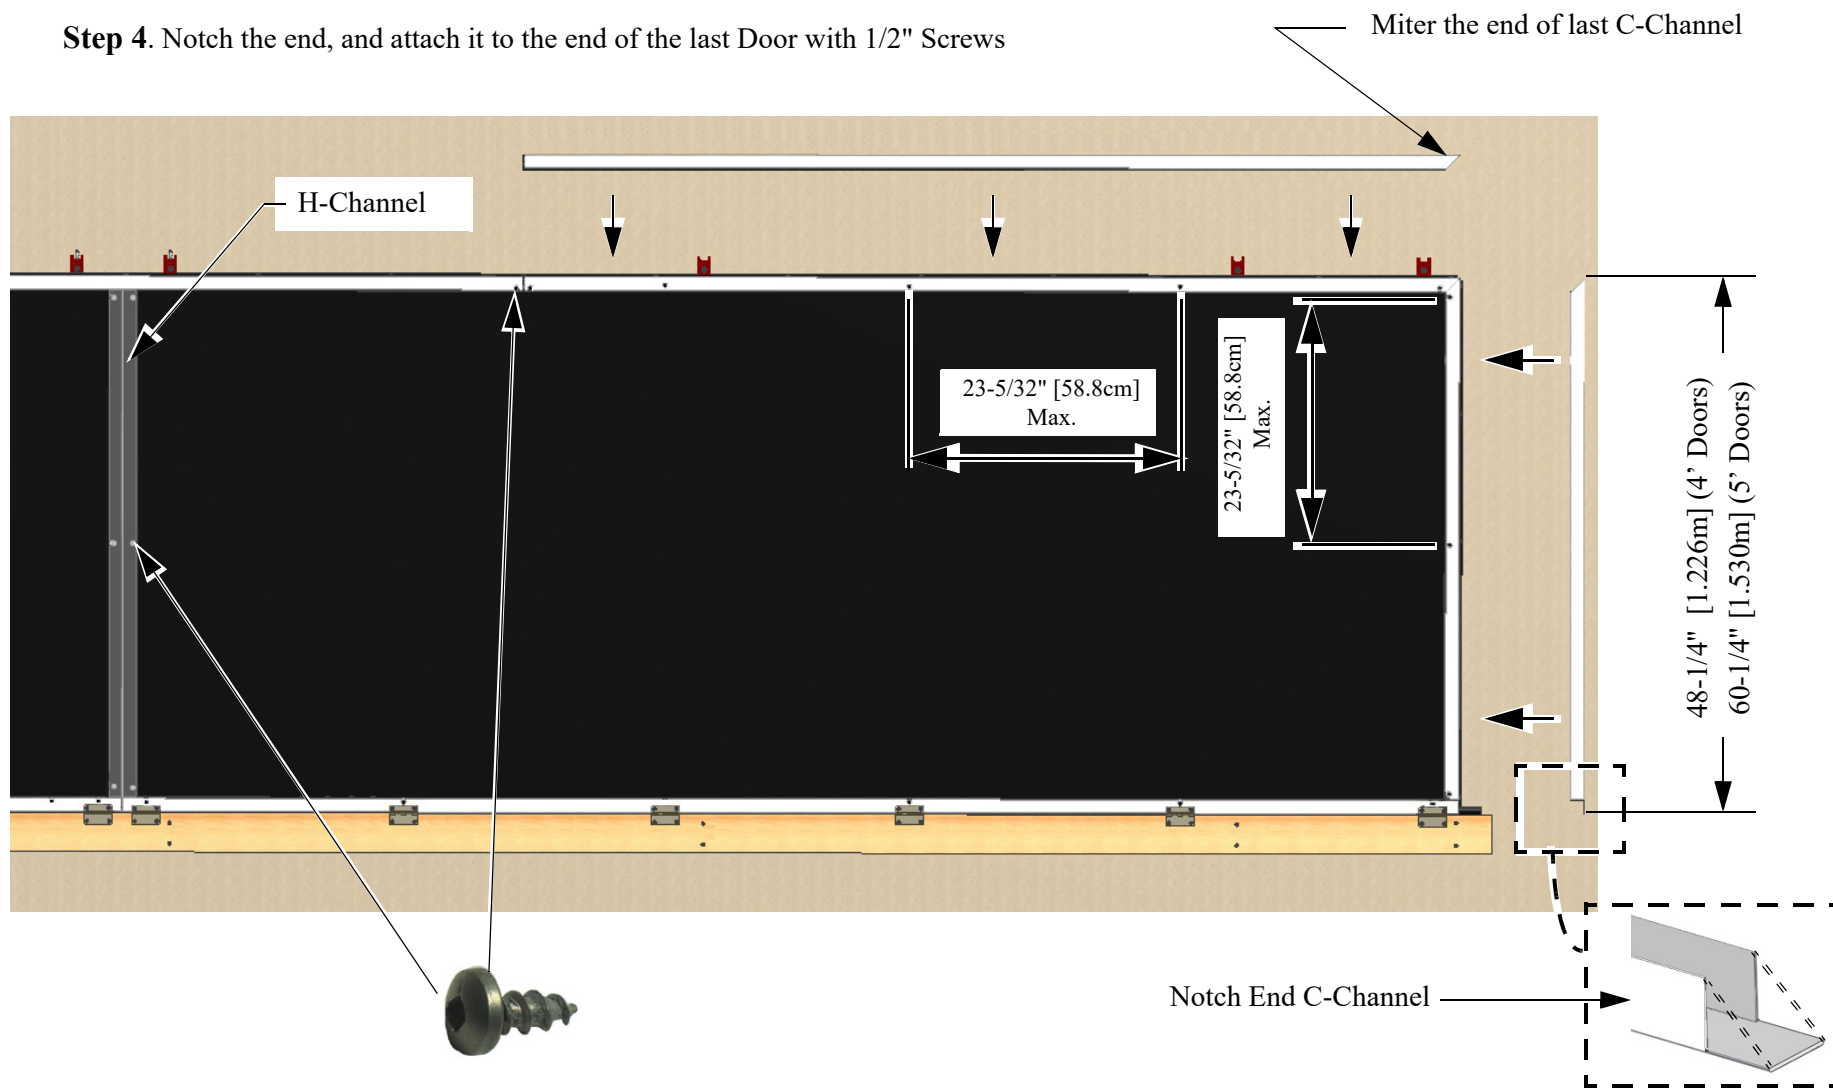 Step 4. Notch the end, and attach it to the end of the last Door with 1/2" Screws
Miter the end of last C-Channel
H-Channel
23-5/32" [58.8cm]
Max.
23-5/32" [58.8cm]
Max.
48-1/4" [1.226m] (4’ Doors)
60-1/4" [1.530m] (5’ Doors)
Notch End C-Channel